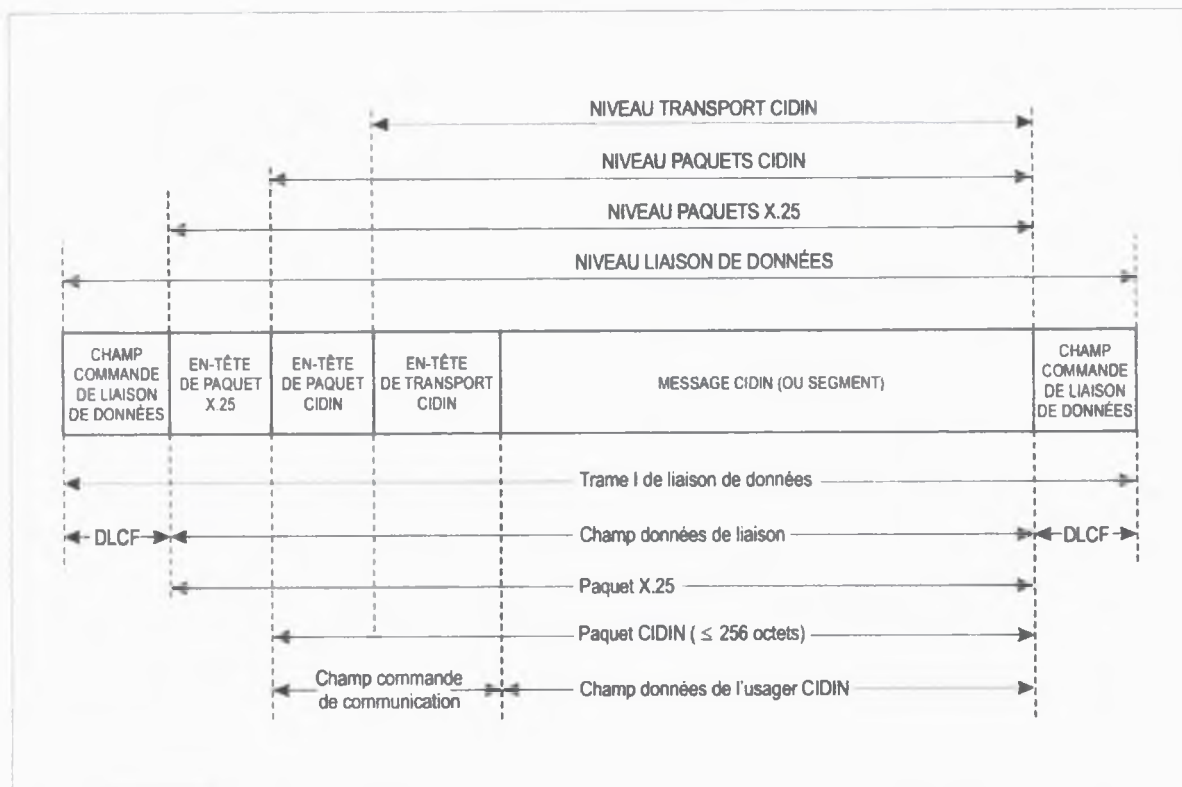 NIVEAU TRANSPORT CIDIN
NIVEAU PAQUETS CIDIN
NIVEAU PAQUETS X.25
NIVEAU LIAISON DE DONNÉES
CHAMP
COMMANDE
DE LIAISON
DE DONNÉES
EN-TÊTE
DE PAQUET
X.25
EN-TÊTE
DE PAQUET
CIDIN
EN-TÊTE
DE TRANSPORT
CIDIN
MESSAGE CIDIN (OU SEGMENT)
CHAMP
COMMANDE
DE LIAISON
DE DONNÉES
Trame I de liaison de données
DLCF
Champ données de liaison
DLCF
Paquet X.25
Paquet CIDIN ( ≤ 256 octets)
Champ commande
de communication
Champ données de l'usager CIDIN